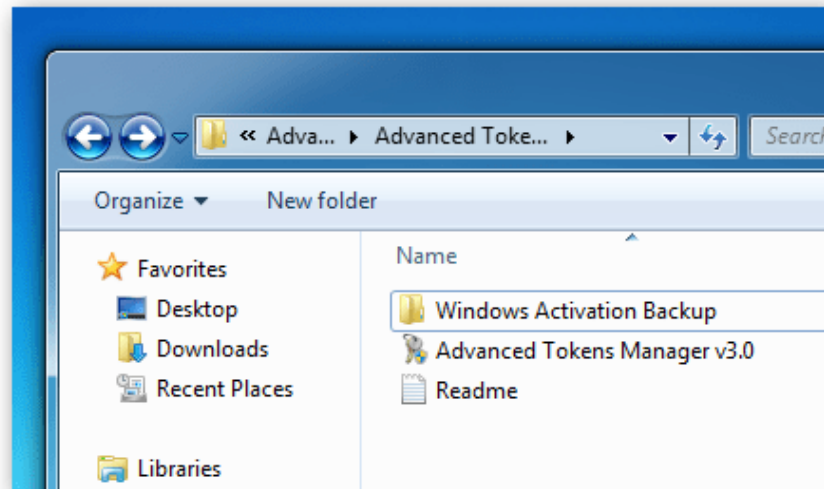 « Adva... Advanced Toke...
Search
Organize New folder
Name
Favorites
Desktop
Downloads
Recent Places
Libraries
Windows Activation Backup
Advanced Tokens Manager v3.0
Readme